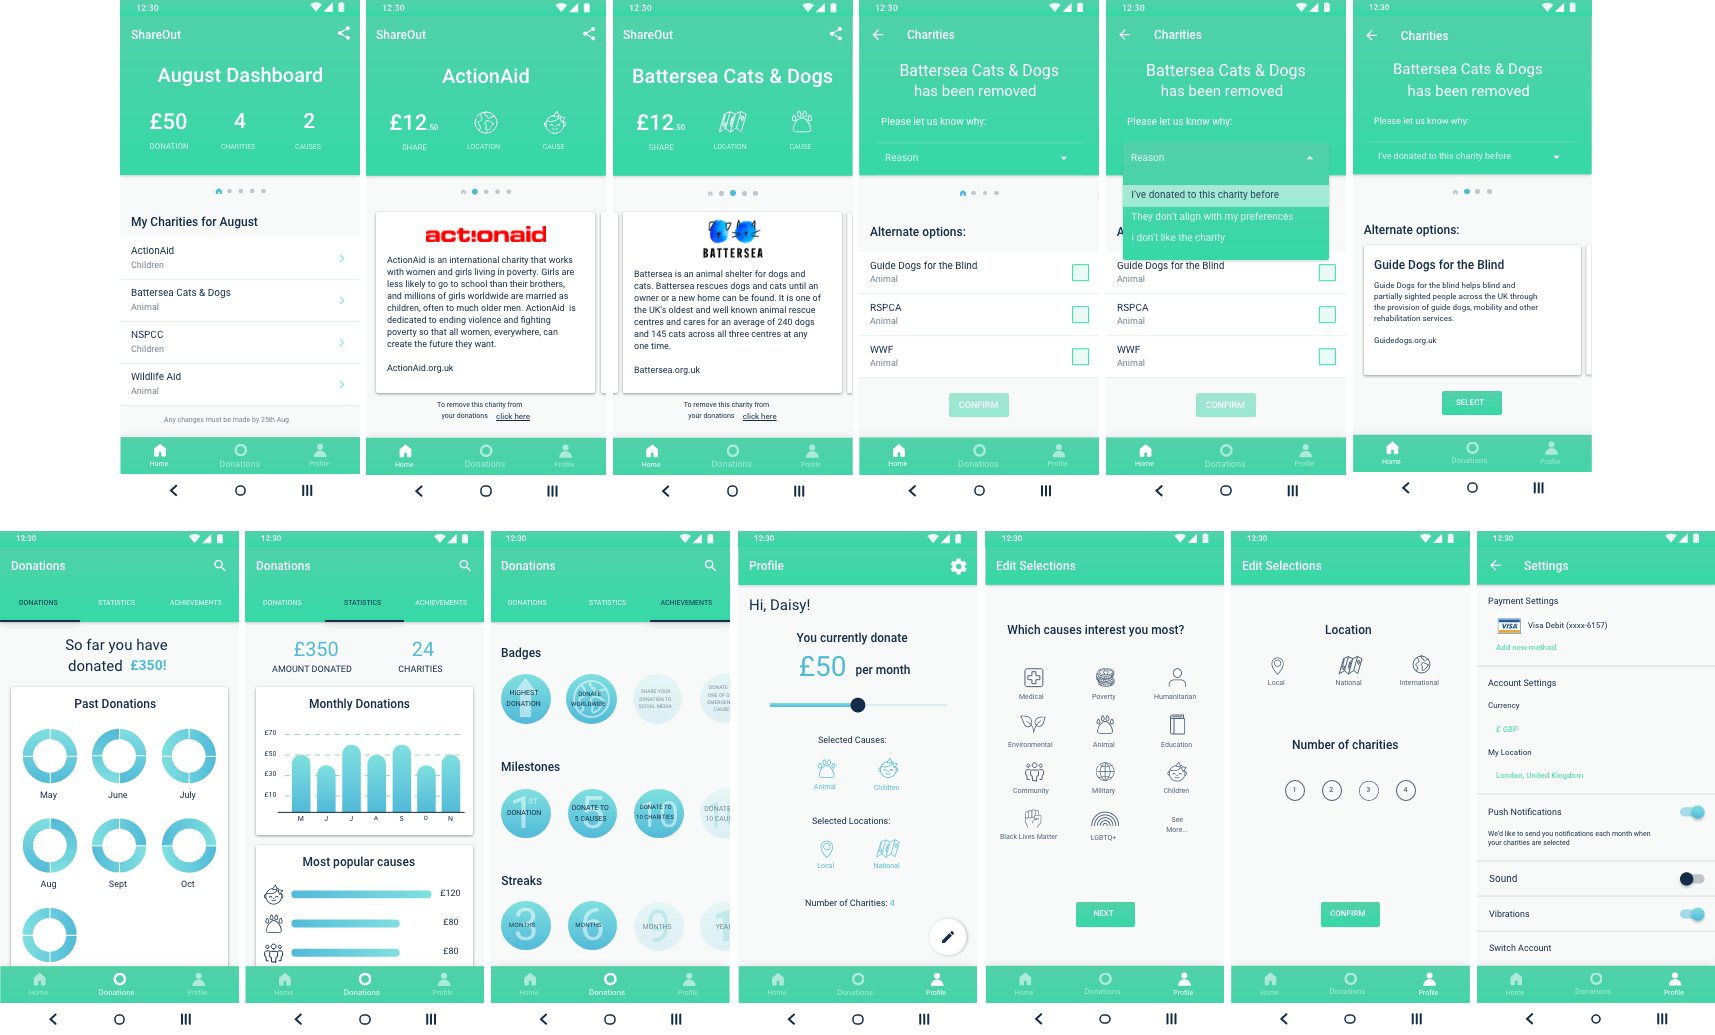 12:30
ShareOut
August Dashboard
£50
4
2
DONATION
CHARITIES
CAUSES
My Charities for August
ActionAid
Children
Battersea Cats & Dogs
Animal
NSPCC
Children
Wildlife Aid
Animal
Any changes must be made by 25th Aug
Home
Donations
Profile
12:30
ShareOut
ActionAid
£12.50
SHARE
LOCATION
CAUSE
act!onaid
ActionAid is an international charity that works
with women and girls living in poverty. Girls are
less likely to go to school than their brothers,
and millions of girls worldwide are married as
children, often to much older men. ActionAid is
dedicated to ending violence and fighting
poverty so that all women, everywhere, can
create the future they want.
ActionAid.org.uk
To remove this charity from
your donations click here
Home
Donations
Profile
12:30
ShareOut
Battersea Cats & Dogs
£12.50
SHARE
LOCATION
CAUSE
BATTERSEA
Battersea is an animal shelter for dogs and
cats. Battersea rescues dogs and cats until an
owner or a new home can be found. It is one of
the UK's oldest and well known animal rescue
centres and cares for an average of 240 dogs
and 145 cats across all three centres at any
one time.
Battersea.org.uk
To remove this charity from
your donations click here
Home
Donations
Profile
12:30
Charities
Battersea Cats & Dogs
has been removed
Please let us know why:
Reason
Alternate options:
Guide Dogs for the Blind
Animal
RSPCA
Animal
WWF
Animal
CONFIRM
Home
Donations
Profile
12:30
Charities
Battersea Cats & Dogs
has been removed
Please let us know why:
Reason
I've donated to this charity before
They don't align with my preferences
I don't like the charity
A
Guide Dogs for the Blind
Animal
RSPCA
Animal
WWF
Animal
CONFIRM
Home
Donations
Profile
12:30
Charities
Battersea Cats & Dogs
has been removed
Please let us know why:
I've donated to this charity before
Alternate options:
Guide Dogs for the Blind
Guide Dogs for the blind helps blind and
partially sighted people across the UK through
the provision of guide dogs, mobility and other
rehabilitation services.
Guidedogs.org.uk
SELECT
Home
Donations
Profile
12:30
Donations
DONATIONS
STATISTICS
ACHIEVEMENTS
So far you have
donated £350!
Past Donations
May
June
July
Aug
Sept
Oct
Home
Donations
Profile
12:30
Donations
DONATIONS
STATISTICS
ACHIEVEMENTS
£350
24
AMOUNT DONATED
CHARITIES
Monthly Donations
£70
£50
£30
£10
M
J
J
A
S
O
N
Most popular causes
£120
£80
£80
Home
Donations
Profile
12:30
Donations
DONATIONS
STATISTICS
ACHIEVEMENTS
Badges
HIGHEST
DONATION
DONATE
WORLDWIDE
SHARE YOUR
DONATION TO
SOCIAL MEDIA
DONATE
ONE OF O
EMERGEN
CAUSE
Milestones
1ST
DONATION
5
DONATE TO
5 CAUSES
10
DONATE TO
10 CHARITIES
DONATE
10 CAU
Streaks
3
MONTHS
6
MONTHS
9
MONTHS
1
YEA
Home
Donations
Profile
12:30
Profile
Hi, Daisy!
You currently donate
£50 per month
Selected Causes:
Animal
Children
Selected Locations:
Local
National
Number of Charities: 4
Home
Donations
Profile
12:30
Edit Selections
Which causes interest you most?
Medical
Poverty
Humanitarian
Environmental
Animal
Education
Community
Military
Children
Black Lives Matter
LGBTQ+
See
More...
NEXT
Home
Donations
Profile
12:30
Edit Selections
Location
Local
National
International
Number of charities
1
2
3
4
CONFIRM
Home
Donations
Profile
12:30
Settings
Payment Settings
VISA
Visa Debit (xxxx-6157)
Add new method
Account Settings
Currency
£ GBP
My Location
London, United Kingdom
Push Notifications
We'd like to send you notifications each month when
your charities are selected
Sound
Vibrations
Switch Account
Home
Donations
Profile